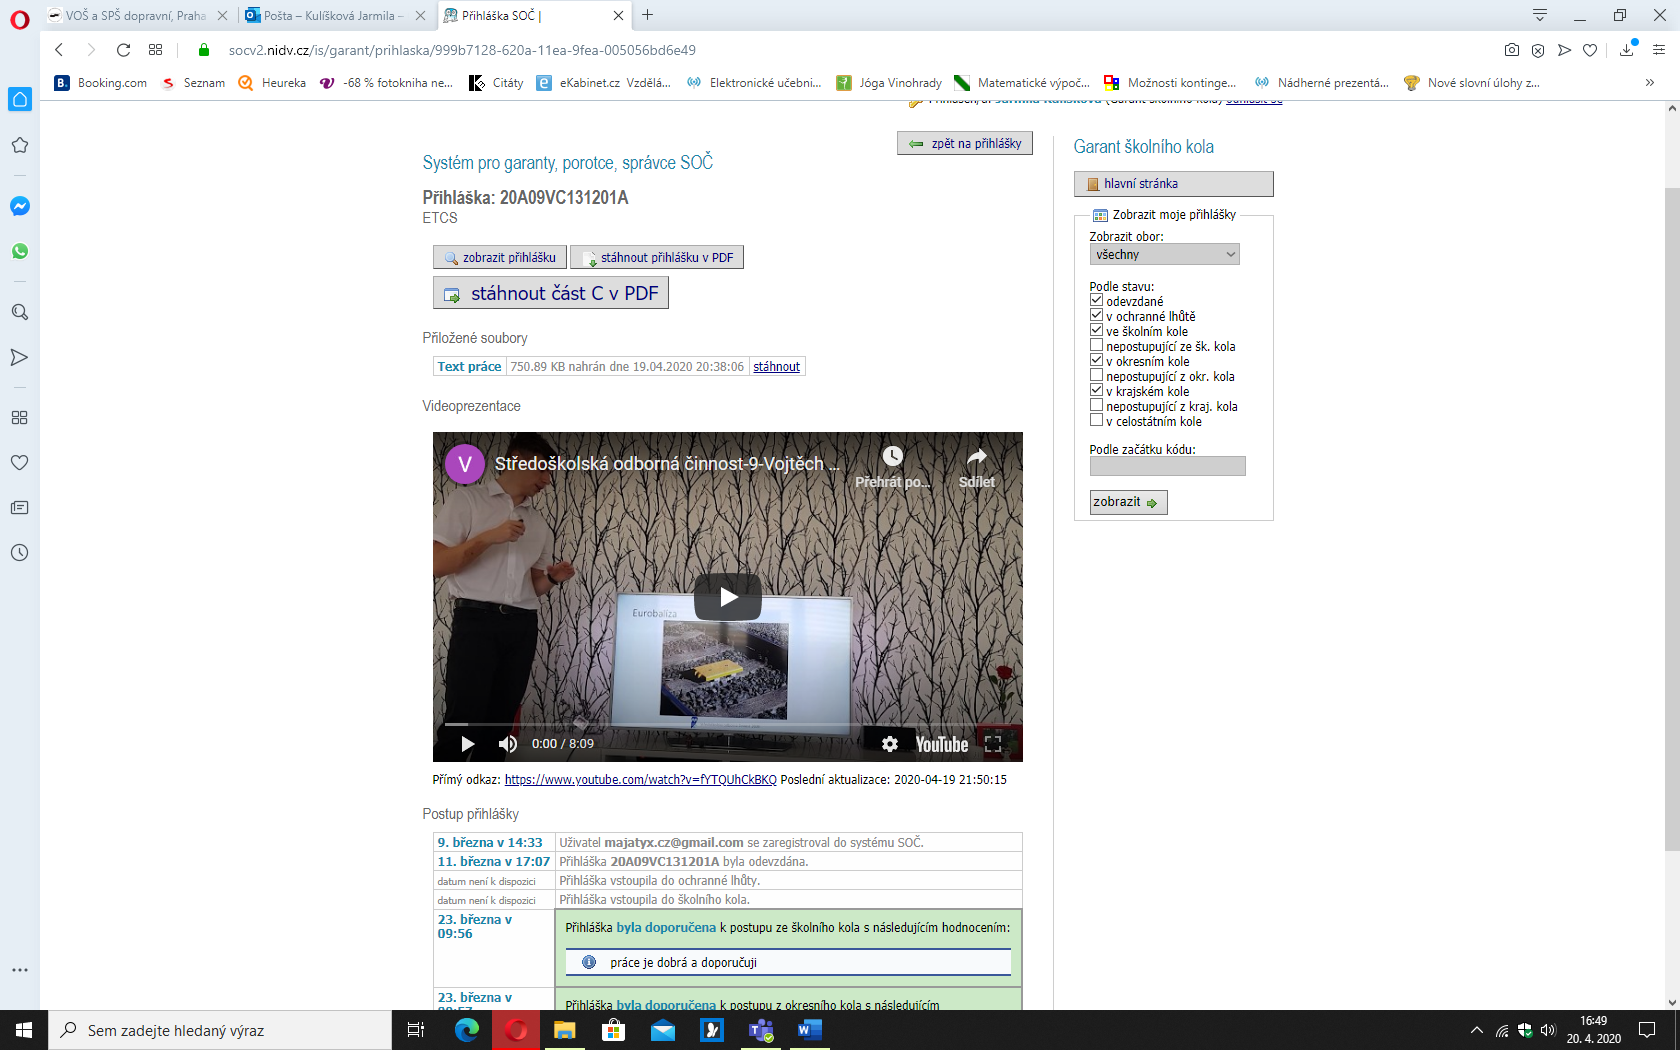 VOŠ a SPŠ dopravní, Praha
Pošta – Kulíšková Jarmila –
Přihláška SOČ |
socv2.nidv.cz/is/garant/prihlaska/999b7128-620a-11ea-9fea-005056bd6e49
Booking.com
Seznam
Heureka
-68 % fotokniha ne...
Citáty
eKabinet.cz Vzdělá...
Elektronické učebni...
Jóga Vinohrady
Matematické výpoč...
Možnosti kontinge...
Nádherné prezentá...
Nové slovní úlohy z...
zpět na přihlášky
Systém pro garanty, porotce, správce SOČ
Přihláška: 20A09VC131201A
ETCS
zobrazit přihlášku
stáhnout přihlášku v PDF
stáhnout část C v PDF
Přiložené soubory
Text práce 750.89 KB nahrán dne 19.04.2020 20:38:06 stáhnout
Videoprezentace
V
Středoškolská odborná činnost-9-Vojtěch ...
Přehrát po...
Sdílet
Eurobalíza
0:00 / 8:09
YouTube
Přímý odkaz: https://www.youtube.com/watch?v=fYTQUhCkBKQ Poslední aktualizace: 2020-04-19 21:50:15
Postup přihlášky
9. března v 14:33 Uživatel majatyx.cz@gmail.com se zaregistroval do systému SOČ.
11. března v 17:07 Přihláška 20A09VC131201A byla odevzdána.
datum není k dispozici Přihláška vstoupila do ochranné lhůty.
datum není k dispozici Přihláška vstoupila do školního kola.
23. března v 09:56
Přihláška byla doporučena k postupu ze školního kola s následujícím hodnocením:
práce je dobrá a doporučuji
23. března v
Přihláška byla doporučena k postupu z okresního kola s následujícím
Garant školního kola
hlavní stránka
Zobrazit moje přihlášky
Zobrazit obor:
všechny
Podle stavu:
odevzdané
v ochranné lhůtě
ve školním kole
nepostupující ze šk. kola
v okresním kole
nepostupující z okr. kola
v krajském kole
nepostupující z kraj. kola
v celostátním kole
Podle začátku kódu:
zobrazit
Sem zadejte hledaný výraz
16:49
20. 4. 2020